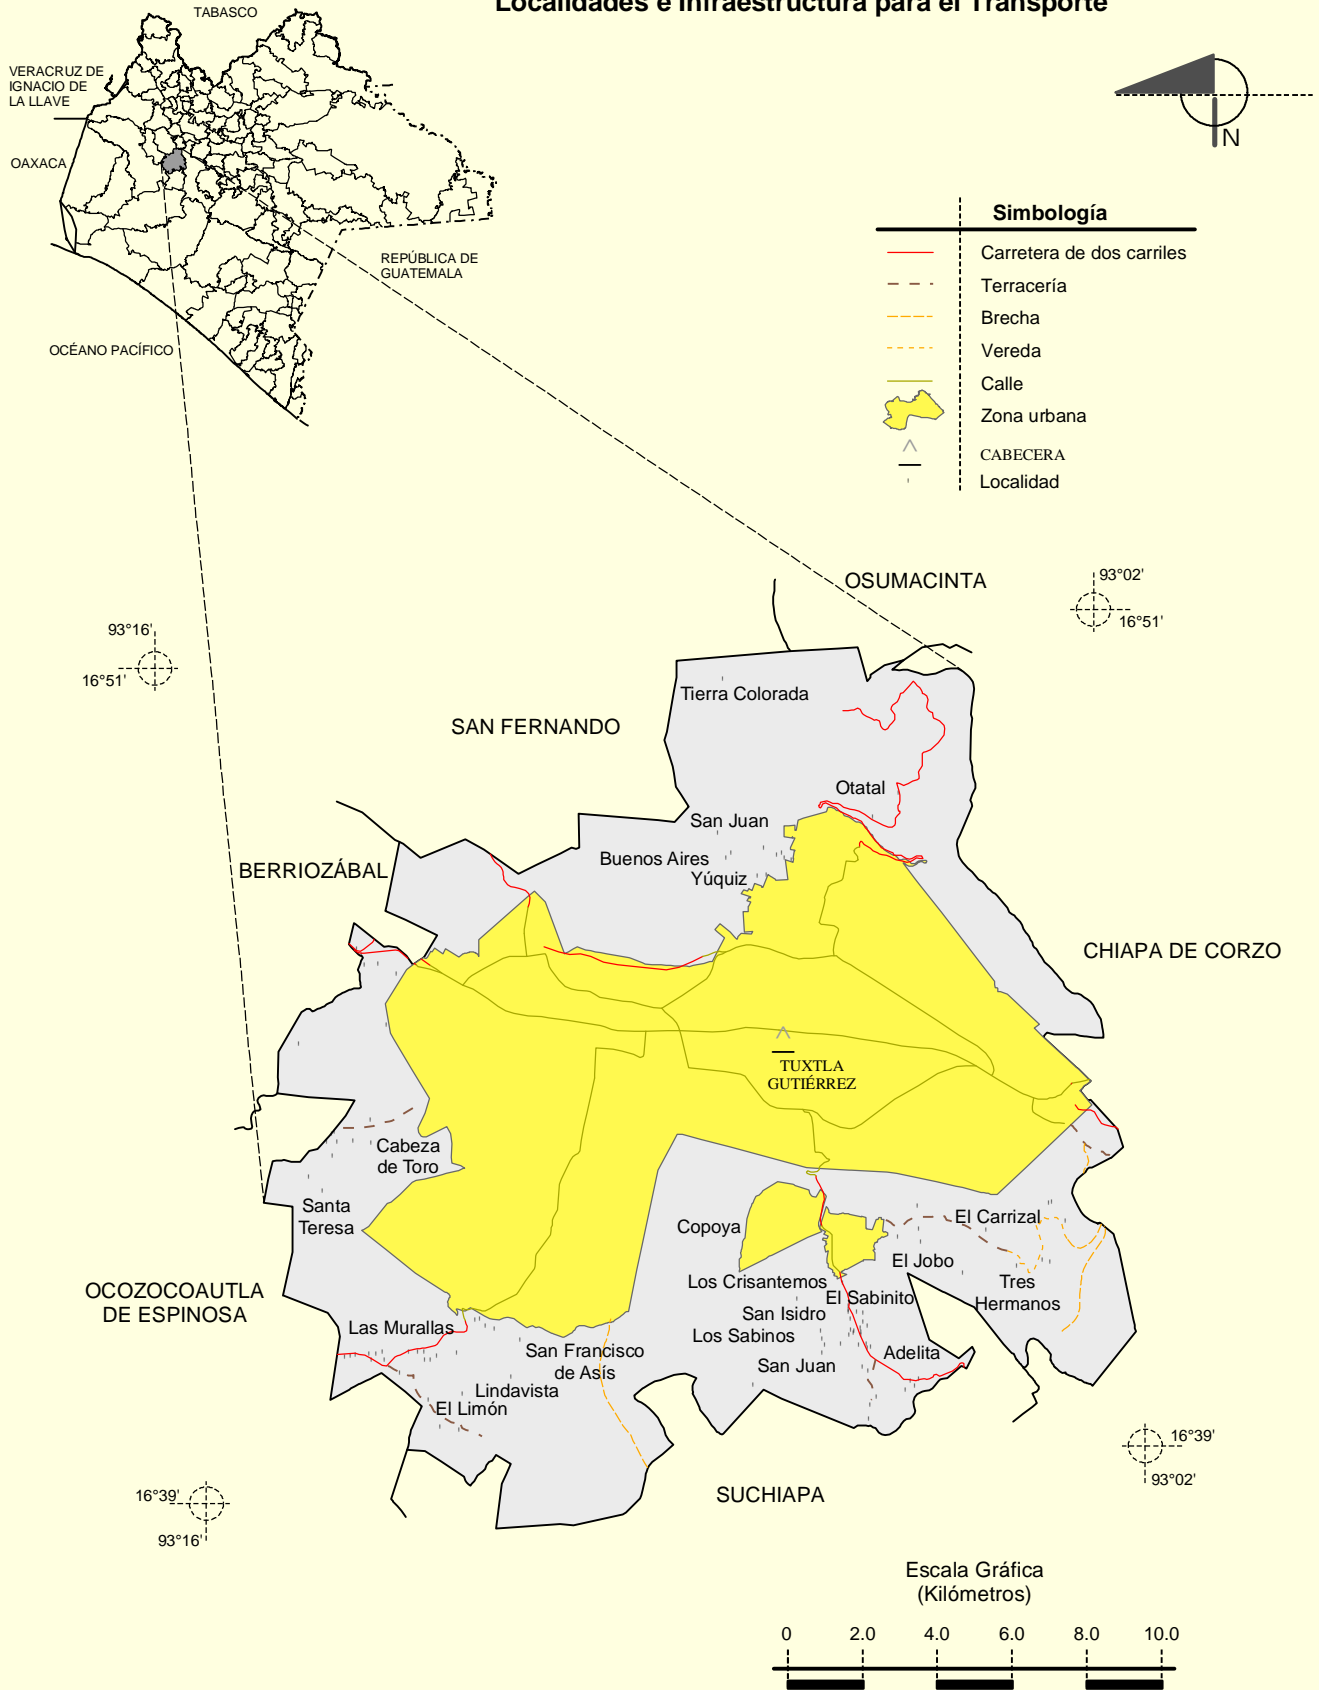 Localidades e Infraestructura para el Transporte
TABASCO
VERACRUZ DE
IGNACIO DE
LA LLAVE
OAXACA
REPÚBLICA DE
GUATEMALA
OCÉANO PACÍFICO
N
Simbología
Carretera de dos carriles
Terracería
Brecha
Vereda
Calle
Zona urbana
CABECERA
Localidad
93°16'
16°51'
93°02'
16°51'
OSUMACINTA
SAN FERNANDO
BERRIOZÁBAL
CHIAPA DE CORZO
OCOZOCOAUTLA
DE ESPINOSA
SUCHIAPA
Tierra Colorada
Otatal
San Juan
Buenos Aires
Yúquiz
TUXTLA
GUTIÉRREZ
Cabeza
de Toro
Santa
Teresa
Copoya
El Carrizal
El Jobo
Tres
Hermanos
Los Crisantemos
El Sabinito
San Isidro
Los Sabinos
San Juan
Adelita
Las Murallas
San Francisco
de Asís
Lindavista
El Limón
16°39'
93°16'
16°39'
93°02'
Escala Gráfica
(Kilómetros)
0 2.0 4.0 6.0 8.0 10.0